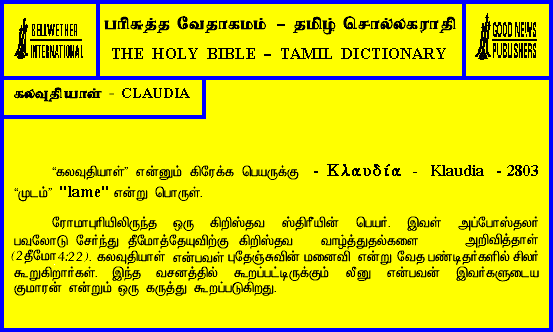 BELLWETHER INTERNATIONAL
பரிசுத்த வேதாகமம் – தமிழ் சொல்லகராதி
THE HOLY BIBLE – TAMIL DICTIONARY
GOOD NEWS PUBLISHERS
கலவுதியாள் - CLAUDIA
“கலவுதியாள்” என்னும் கிரேக்க பெயருக்கு - Κλαυδία - Klaudia - 2803
“முடம்” "lame" என்று பொருள்.
ரோமாபுரியிலிருந்த ஒரு கிறிஸ்தவ ஸ்திரீயின் பெயர். இவள் அப்போஸ்தலர்
பவுலோடு சேர்ந்து தீமோத்தேயுவிற்கு கிறிஸ்தவ வாழ்த்துதல்களை அறிவித்தாள்
(2தீமோ 4:22). கலவுதியாள் என்பவள் புதேஞ்சுவின் மனைவி என்று வேத பண்டிதர்களில் சிலர்
கூறுகிறார்கள். இந்த வசனத்தில் கூறப்பட்டிருக்கும் லீனு என்பவன் இவர்களுடைய
குமாரன் என்றும் ஒரு கருத்து கூறப்படுகிறது.